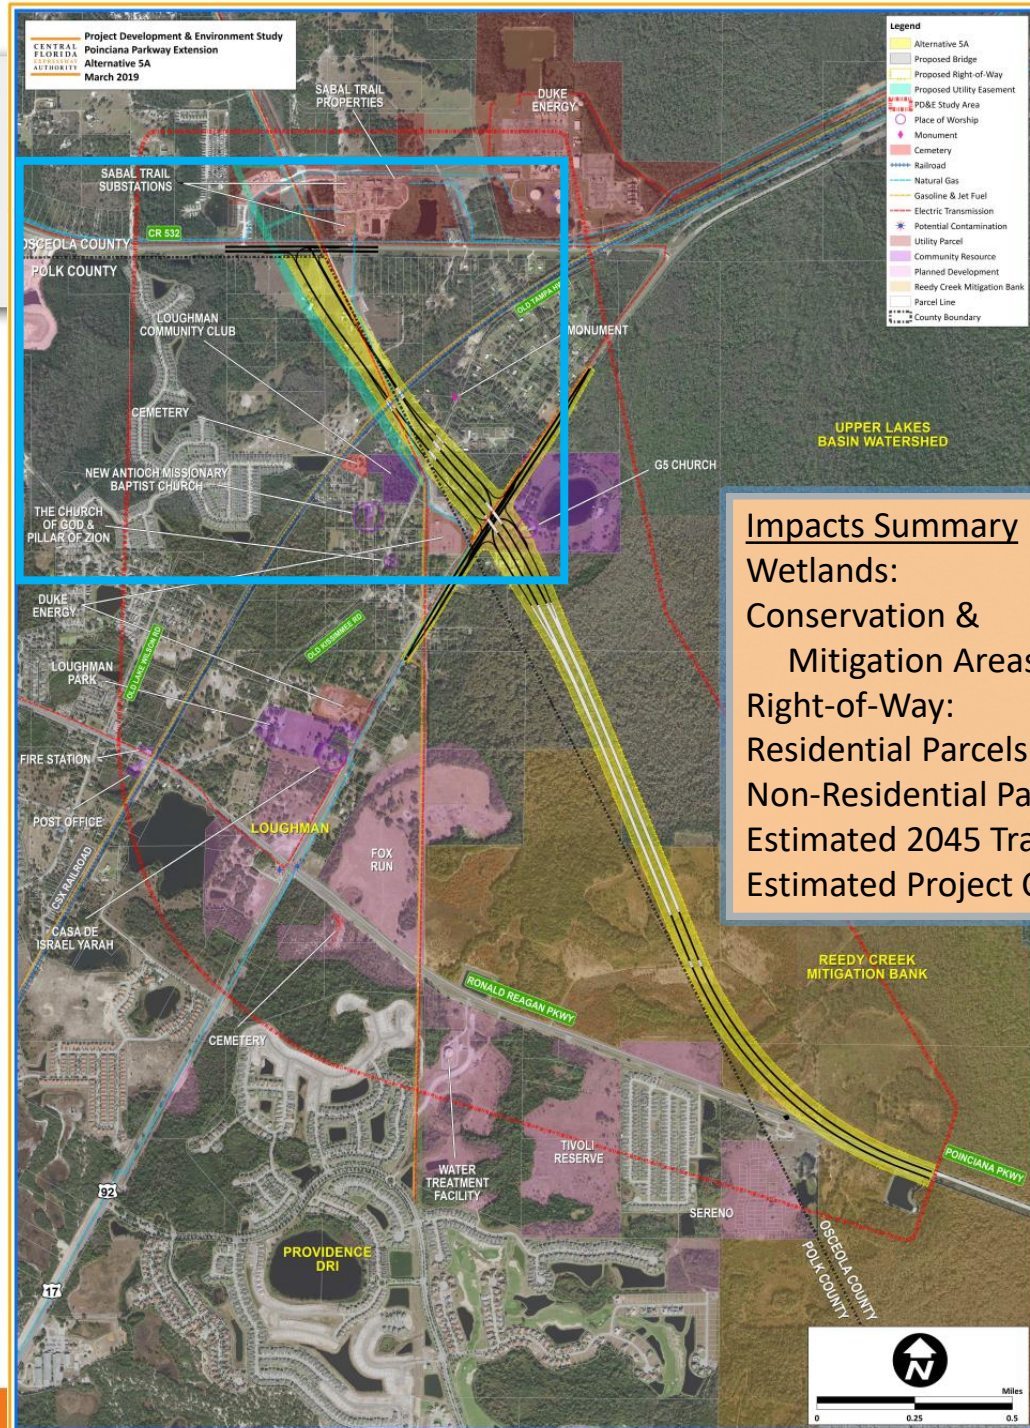 CENTRAL
FLORIDA
EXPRESSWAY
AUTHORITY
Project Development & Environment Study
Poinciana Parkway Extension
Alternative 5A
March 2019
Legend
Alternative 5A
Proposed Bridge
Proposed Right-of-Way
Proposed Utility Easement
PD&E Study Area
Place of Worship
Monument
Cemetery
Railroad
Natural Gas
Gasoline & Jet Fuel
Electric Transmission
Potential Contamination
Utility Parcel
Community Resource
Planned Development
Reedy Creek Mitigation Bank
Parcel Line
County Boundary
SABAL TRAIL
PROPERTIES
DUKE
ENERGY
SABAL TRAIL
SUBSTATIONS
CR 532
OSCEOLA COUNTY
POLK COUNTY
OLD TAMPA H
LOUGHMAN
COMMUNITY CLUB
MONUMENT
CEMETERY
UPPER LAKES
BASIN WATERSHED
NEW ANTIOCH MISSIONARY
BAPTIST CHURCH
G5 CHURCH
THE CHURCH
OF GOD &
PILLAR OF ZION
Impacts Summary
Wetlands:
Conservation &
Mitigation Areas
Right-of-Way:
Residential Parcels
Non-Residential Pa
Estimated 2045 Tra
Estimated Project
DUKE
ENERGY
OLD LAKE WILSON RD
OLD KISSIMMEE RD
LOUGHMAN
PARK
FIRE STATION
POST OFFICE
LOUGHMAN
FOX
RUN
CSX RAILROAD
CASA DE
ISRAEL YARAH
REEDY CREEK
MITIGATION BANK
RONALD REAGAN PKWY
CEMETERY
TIVOLI
RESERVE
WATER
TREATMENT
FACILITY
POINCIANA PKWY
92
SERENO
OSCEOLA COUNTY
POLK COUNTY
PROVIDENCE
DRI
17
N
Miles
0 0.25 0.5